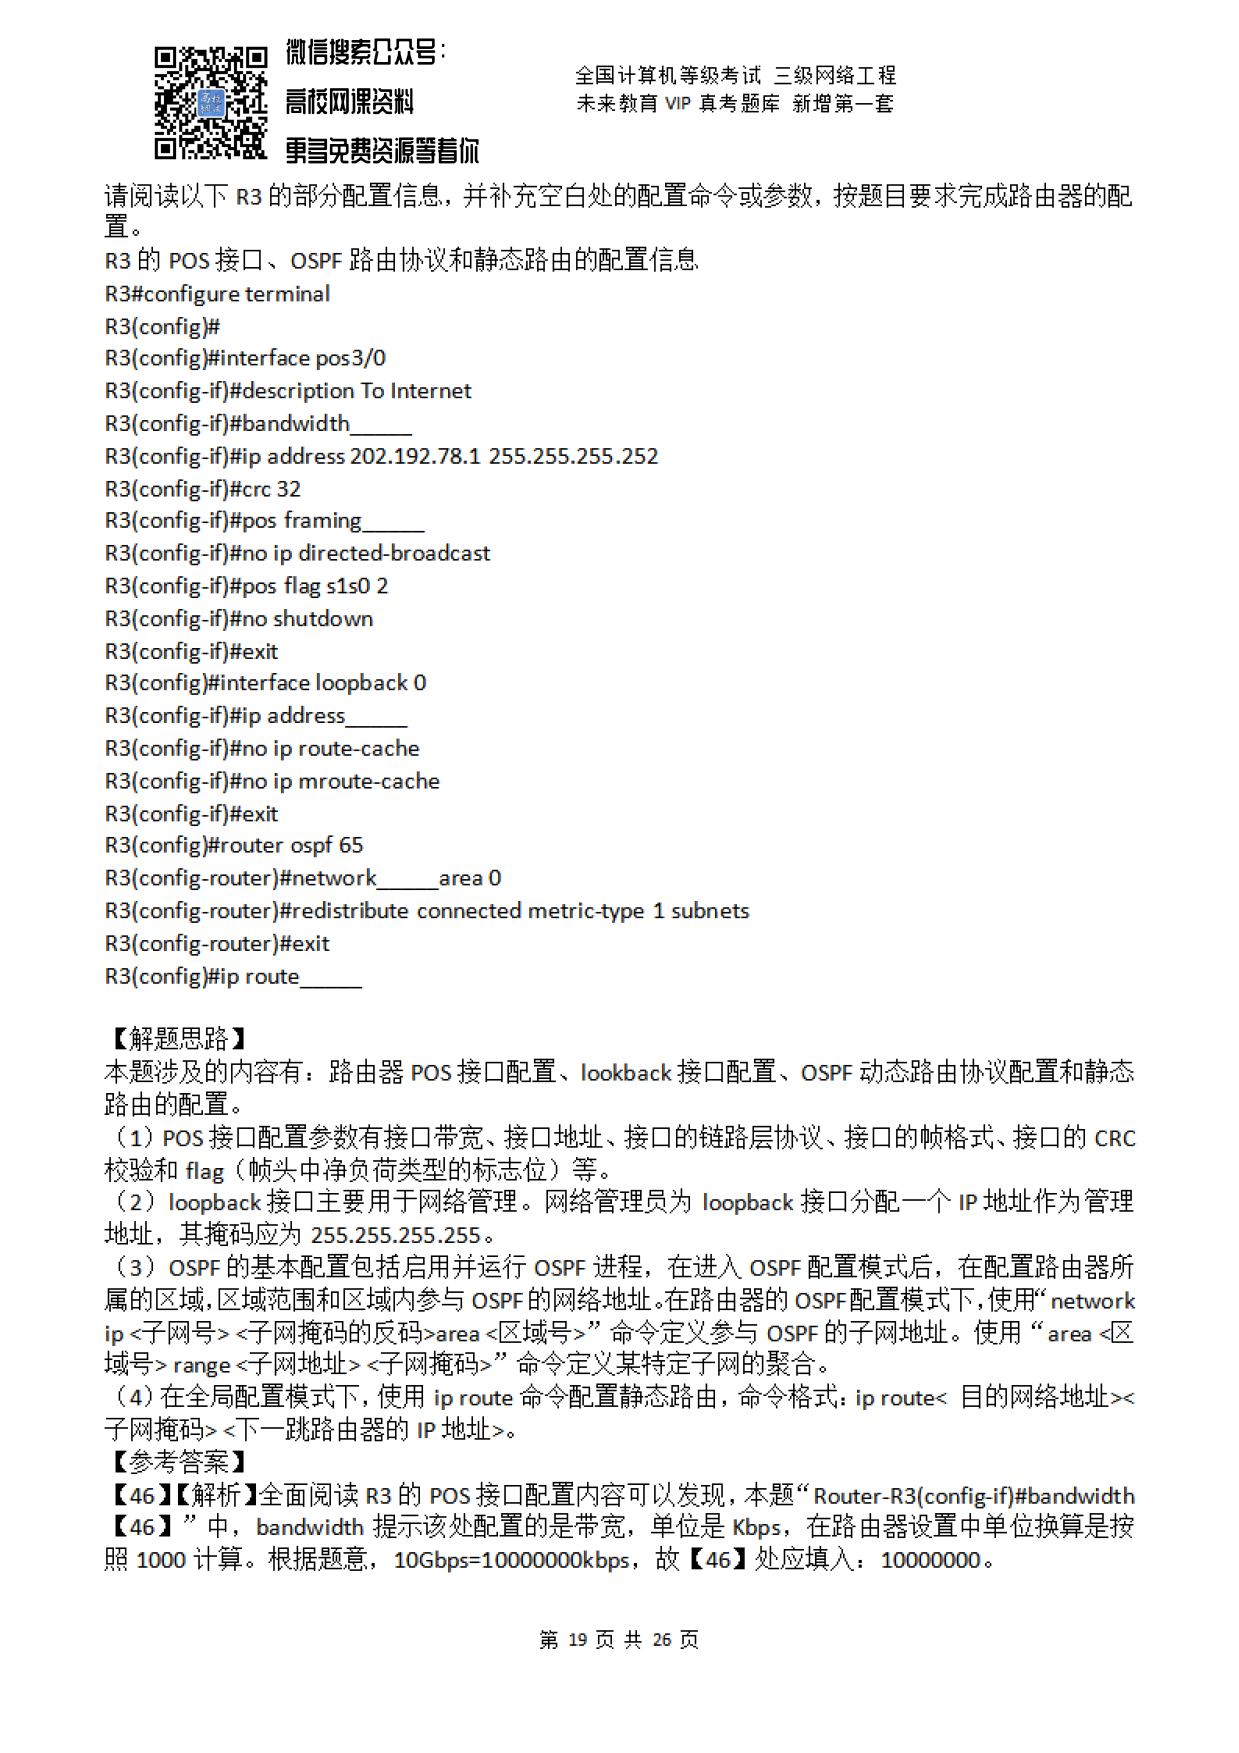 微信搜索公众号：
高校网课资料
更多免费资源等着你
全国计算机等级考试 三级网络工程
未来教育 VIP 真考题库 新增第一套
请阅读以下 R3 的部分配置信息，并补充空白处的配置命令或参数，按题目要求完成路由器的配
置。
R3 的 POS 接口、OSPF 路由协议和静态路由的配置信息
R3#configure terminal
R3(config)#
R3(config)#interface pos3/0
R3(config-if)#description To Internet
R3(config-if)#bandwidth_____
R3(config-if)#ip address 202.192.78.1 255.255.255.252
R3(config-if)#crc 32
R3(config-if)#pos framing_____
R3(config-if)#no ip directed-broadcast
R3(config-if)#pos flag s1s0 2
R3(config-if)#no shutdown
R3(config-if)#exit
R3(config)#interface loopback 0
R3(config-if)#ip address_____
R3(config-if)#no ip route-cache
R3(config-if)#no ip mroute-cache
R3(config-if)#exit
R3(config)#router ospf 65
R3(config-router)#network_____area 0
R3(config-router)#redistribute connected metric-type 1 subnets
R3(config-router)#exit
R3(config)#ip route_____
【解题思路】
本题涉及的内容有：路由器 POS 接口配置、lookback 接口配置、OSPF 动态路由协议配置和静态
路由的配置。
（1）POS 接口配置参数有接口带宽、接口地址、接口的链路层协议、接口的帧格式、接口的 CRC
校验和 flag（帧头中净负荷类型的标志位）等。
（2）loopback 接口主要用于网络管理。网络管理员为 loopback 接口分配一个 IP 地址作为管理
地址，其掩码应为 255.255.255.255。
（3）OSPF 的基本配置包括启用并运行 OSPF 进程，在进入 OSPF 配置模式后，在配置路由器所
属的区域，区域范围和区域内参与 OSPF 的网络地址。在路由器的 OSPF 配置模式下，使用“network
ip <子网号> <子网掩码的反码>area <区域号>”命令定义参与 OSPF 的子网地址。使用“area <区
域号> range <子网地址> <子网掩码>”命令定义某特定子网的聚合。
（4）在全局配置模式下，使用 ip route 命令配置静态路由，命令格式：ip route< 目的网络地址><
子网掩码> <下一跳路由器的 IP 地址>。
【参考答案】
【46】【解析】全面阅读 R3 的 POS 接口配置内容可以发现，本题“Router-R3(config-if)#bandwidth
【46】”中，bandwidth 提示该处配置的是带宽，单位是 Kbps，在路由器设置中单位换算是按
照 1000 计算。根据题意，10Gbps=10000000kbps，故【46】处应填入：10000000。
第 19 页 共 26 页